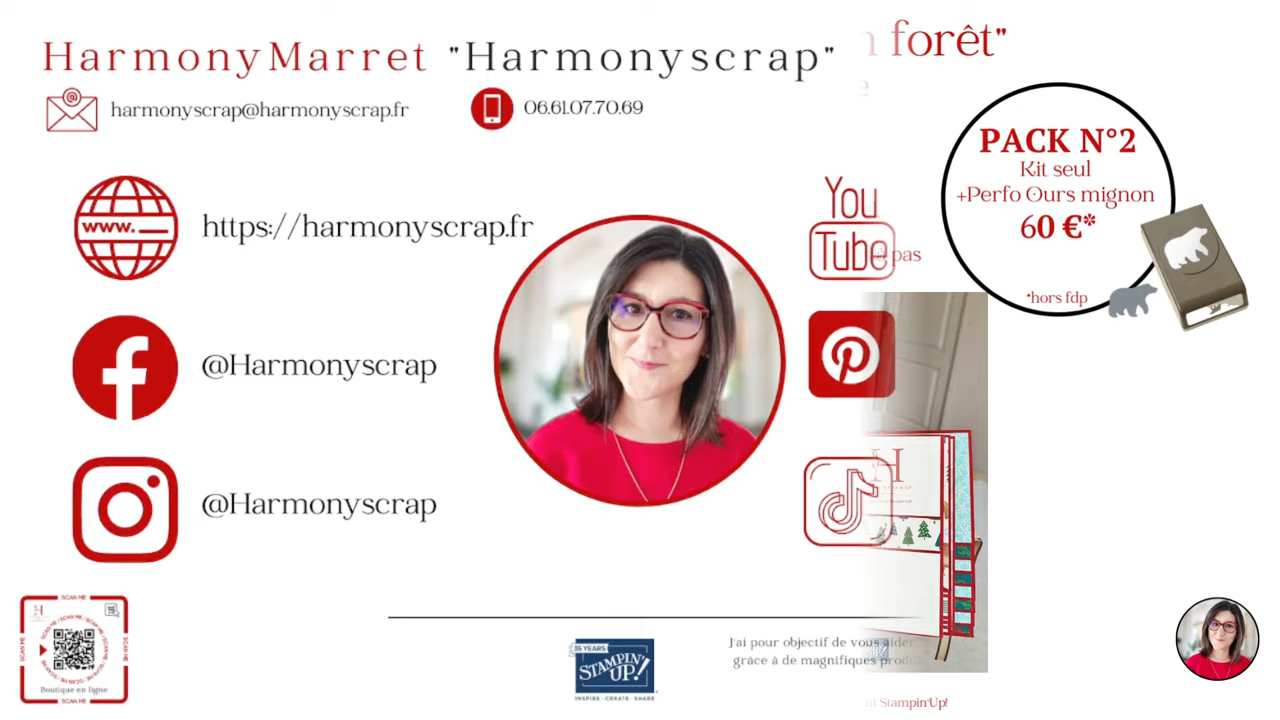 HarmonyMarret "Harmonyscrap"
forêt"
harmonyscrap@harmonyscrap.fr
06.61.07.70.69
PACK N°2
Kit seul
+Perfo Ours mignon
60 €*
*hors fdp
www.
https://harmonyscrap.fr
You
Tube
pas
@Harmonyscrap
@Harmonyscrap
H
SCAN ME
Boutique en ligne
35 YEARS
STAMPIN' UP!
INSPIRE · CREATE · SHARE
J'ai pour objectif de vous aider
grâce à de magnifiques
Stampin'Up!